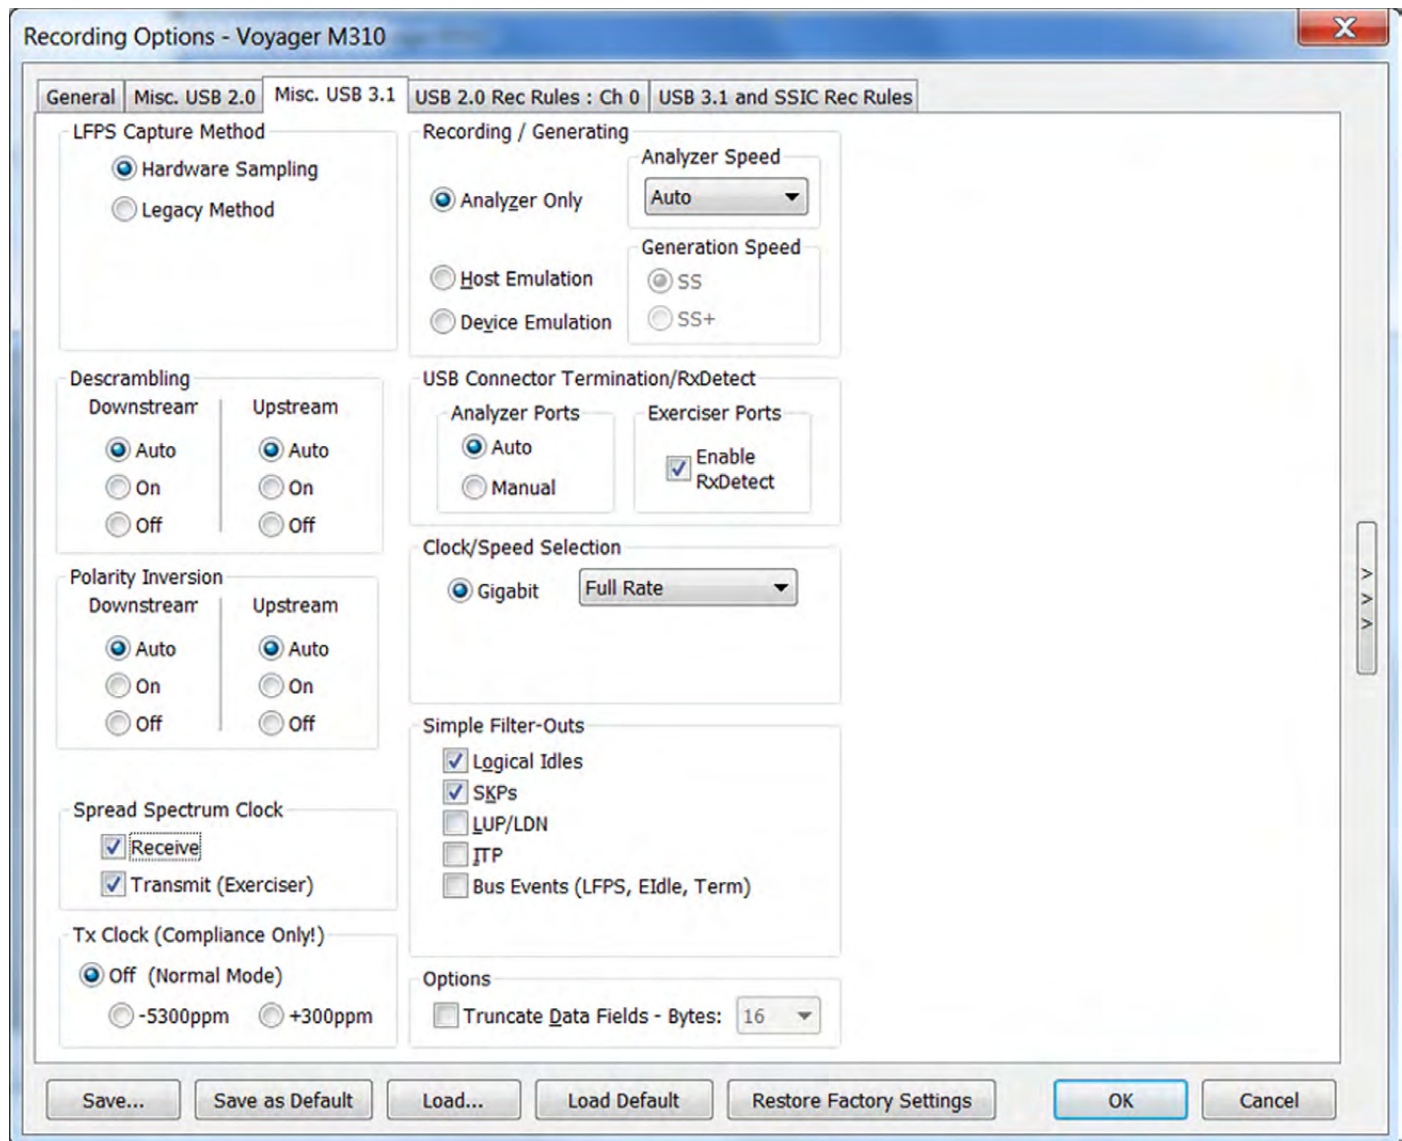 Recording Options - Voyager M310
General Misc. USB 2.0 Misc. USB 3.1 USB 2.0 Rec Rules : Ch 0 USB 3.1 and SSIC Rec Rules
LFPS Capture Method
Hardware Sampling
Legacy Method
Recording / Generating
Analyzer Only
Analyzer Speed
Auto
Host Emulation
Device Emulation
Generation Speed
SS
SS+
Descrambling
Downstream Upstream
Auto Auto
On On
Off Off
USB Connector Termination/RxDetect
Analyzer Ports
Auto
Manual
Exerciser Ports
Enable
RxDetect
Polarity Inversion
Downstream Upstream
Auto Auto
On On
Off Off
Clock/Speed Selection
Gigabit Full Rate
> > >
Spread Spectrum Clock
Receive
Transmit (Exerciser)
Simple Filter-Outs
Logical Idles
SKPs
LUP/LDN
ITP
Bus Events (LFPS, EIdle, Term)
Tx Clock (Compliance Only!)
Off (Normal Mode)
-5300ppm +300ppm
Options
Truncate Data Fields - Bytes: 16
Save... Save as Default Load... Load Default Restore Factory Settings OK Cancel